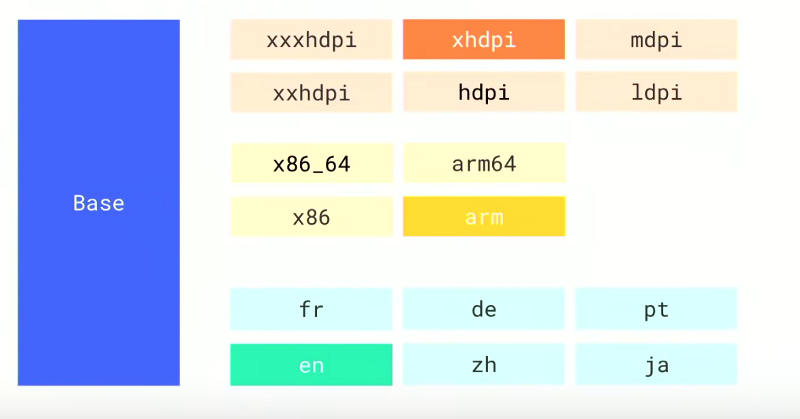 Base
xxxhdpi xhdpi mdpi
xxhdpi hdpi ldpi
x86_64 arm64
x86 arm
fr de pt
en zh ja